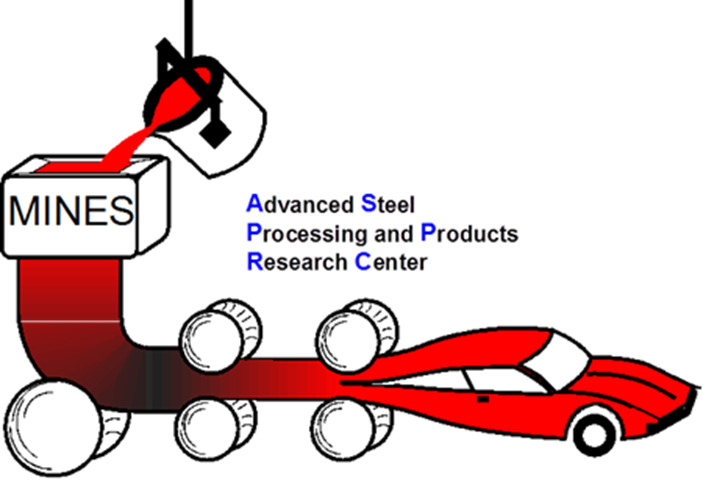 MINES
Advanced Steel
Processing and Products
Research Center